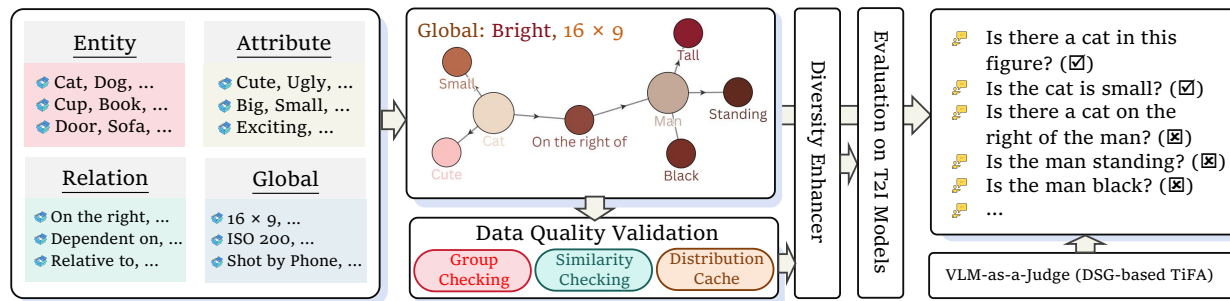 Entity
Cat, Dog, ...
Cup, Book, ...
Door, Sofa, ...
Attribute
Cute, Ugly, ...
Big, Small, ...
Exciting, ...
Relation
On the right, ...
Dependent on, ...
Relative to, ...
Global
16 × 9, ...
ISO 200, ...
Shot by Phone, ...
Global: Bright, 16 × 9
Small
Cat
Cute
On the right of
Tall
Man
Standing
Black
Data Quality Validation
Group
Checking
Similarity
Checking
Distribution
Cache
Diversity Enhancer
Evaluation on T2I Models
Is there a cat in this
figure? (☑)
Is the cat is small? (☑)
Is there a cat on the
right of the man? (☒)
Is the man standing? (☒)
Is the man black? (☒)
...
VLM-as-a-Judge (DSG-based TiFA)